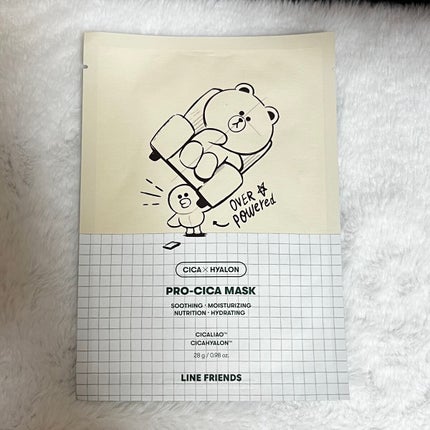 OVER
powered
CICA × HYALON
PRO-CICA MASK
SOOTHING · MOISTURIZING
NUTRITION · HYDRATING
CICALIAO™
CICAHYALON™
28 g / 0.98 oz.
LINE FRIENDS